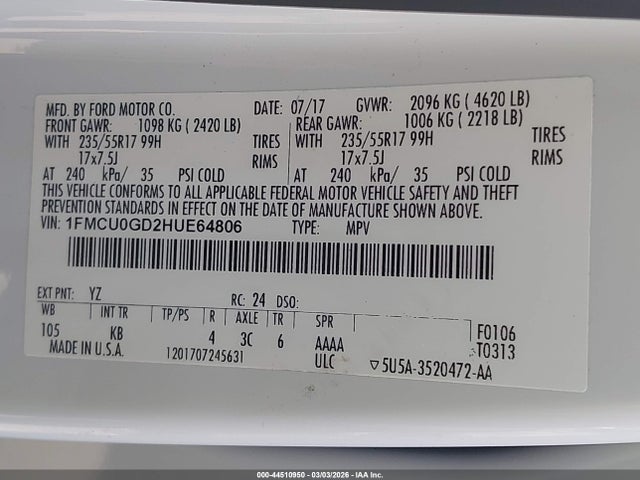 MFD. BY FORD MOTOR CO. DATE: 07/17 GVWR: 2096 KG ( 4620 LB)
FRONT GAWR: 1098 KG ( 2420 LB) REAR GAWR: 1006 KG ( 2218 LB)
WITH 235/55R17 99H TIRES WITH 235/55R17 99H TIRES
17x7.5J RIMS 17x7.5J RIMS
AT 240 kPa/ 35 PSI COLD AT 240 kPa/ 35 PSI COLD
THIS VEHICLE CONFORMS TO ALL APPLICABLE FEDERAL MOTOR VEHICLE SAFETY AND THEFT
PREVENTION STANDARDS IN EFFECT ON THE DATE OF MANUFACTURE SHOWN ABOVE.
VIN: 1FMCU0GD2HUE64806 TYPE: MPV
EXT PNT: YZ RC: 24 DSO:
WB INT TR TP/PS R AXLE TR SPR
105 KB 4 3C 6 AAAA F0106
MADE IN U.S.A. 1201707245631 ULC T0313
▽5U5A-3520472-AA
000-44510950 - 03/03/2026 - IAA Inc.